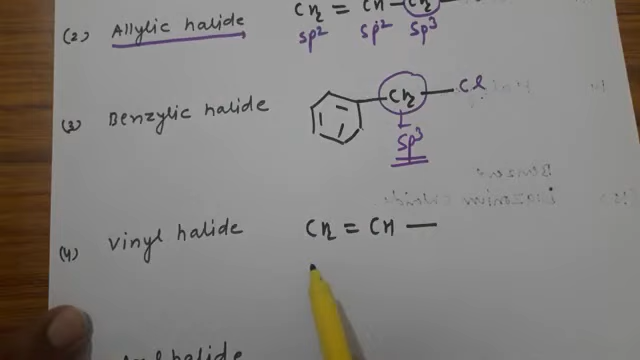 (2) Allylic halide CH2 = CH - CH2
sp2 sp2 sp3
(3) Benzylic halide CH2 — Cl
sp3
(4) Vinyl halide CH2 = CH —
halide